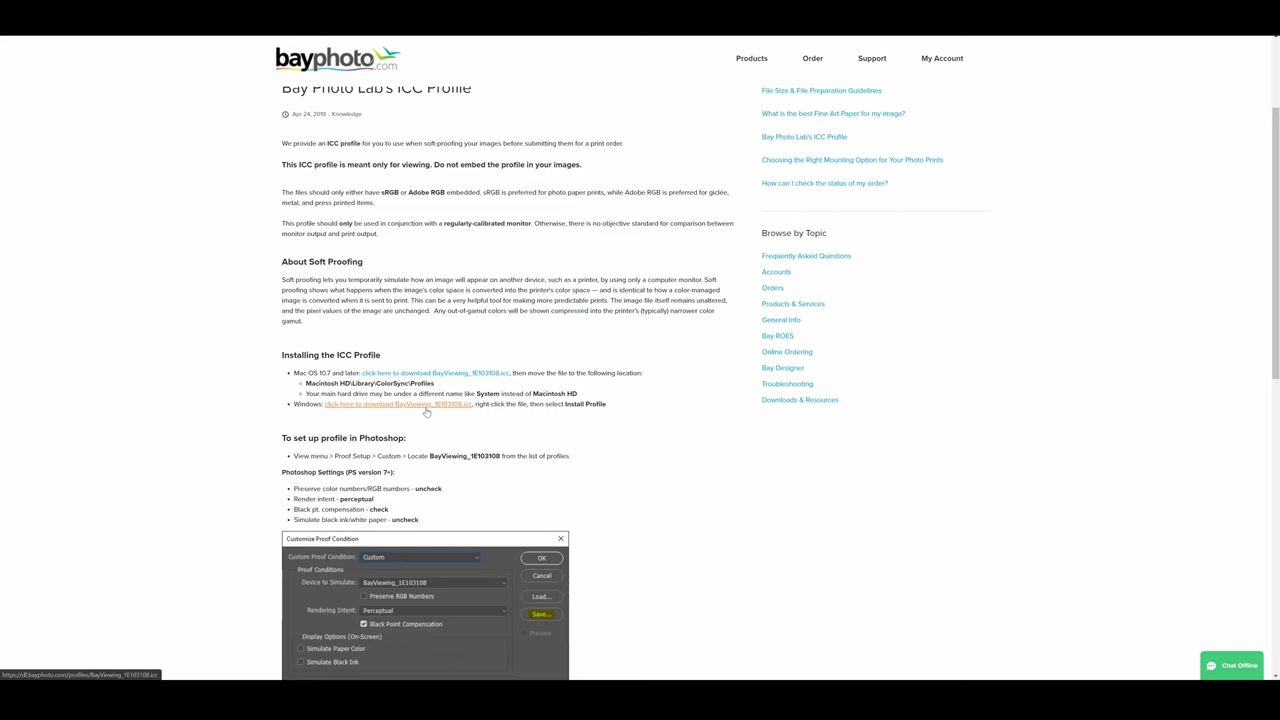 bayphoto.com
Products
Order
Support
My Account
Bay Photo Lab's ICC Profile
Apr 24, 2019 . Knowledge
We provide an ICC profile for you to use when soft-proofing your images before submitting them for a print order.
This ICC profile is meant only for viewing. Do not embed the profile in your images.
The files should only either have sRGB or Adobe RGB embedded. sRGB is preferred for photo paper prints, while Adobe RGB is preferred for giclée,
metal, and press printed items.
This profile should only be used in conjunction with a regularly-calibrated monitor. Otherwise, there is no objective standard for comparison between
monitor output and print output.
About Soft Proofing
Soft proofing lets you temporarily simulate how an image will appear on another device, such as a printer, by using only a computer monitor. Soft
proofing shows what happens when the image's color space is converted into the printer's color space — and is identical to how a color-managed
image is converted when it is sent to print. This can be a very helpful tool for making more predictable prints. The image file itself remains unaltered,
and the pixel values of the image are unchanged. Any out-of-gamut colors will be shown compressed into the printer's (typically) narrower color
gamut.
Installing the ICC Profile
• Mac OS 10.7 and later: click here to download BayViewing_1E103108.icc, then move the file to the following location:
Macintosh HD\Library\ColorSync\Profiles
Your main hard drive may be under a different name like System instead of Macintosh HD
• Windows: click here to download BayViewing_1E103108.icc, right-click the file, then select Install Profile
To set up profile in Photoshop:
• View menu > Proof Setup > Custom > Locate BayViewing_1E103108 from the list of profiles
Photoshop Settings (PS version 7+):
• Preserve color numbers/RGB numbers - uncheck
• Render intent - perceptual
• Black pt. compensation - check
• Simulate black ink/white paper - uncheck
Customize Proof Condition
Custom Proof Condition: Custom
OK
Proof Conditions
Cancel
Device to Simulate: BayViewing_1E103108
Preserve RGB Numbers
Load...
Rendering Intent: Perceptual
Save...
Black Point Compensation
Preview
Display Options (On-Screen)
Simulate Paper Color
Simulate Black Ink
File Size & File Preparation Guidelines
What is the best Fine Art Paper for my image?
Bay Photo Lab's ICC Profile
Choosing the Right Mounting Option for Your Photo Prints
How can I check the status of my order?
Browse by Topic
Frequently Asked Questions
Accounts
Orders
Products & Services
General Info
Bay ROES
Online Ordering
Bay Designer
Troubleshooting
Downloads & Resources
Chat Offline
https://dl.bayphoto.com/profiles/BayViewing_1E103108.icc